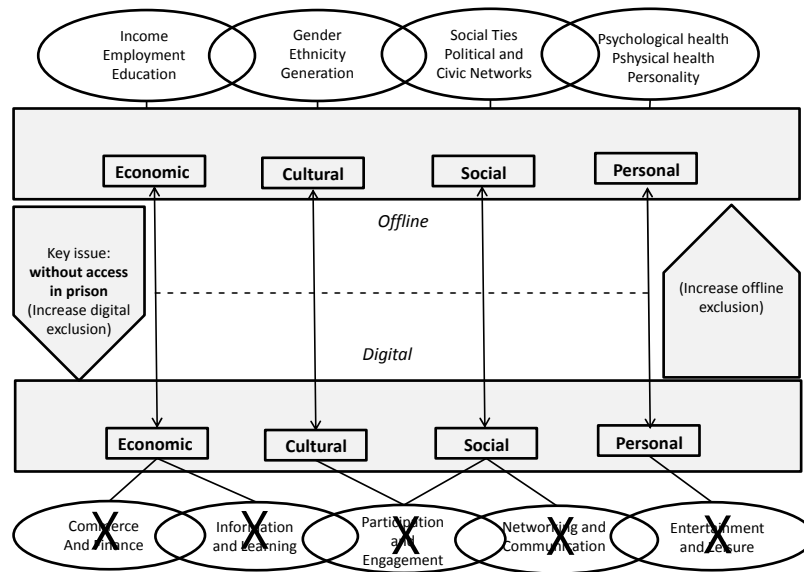 Income
Employment
Education
Gender
Ethnicity
Generation
Social Ties
Political and
Civic Networks
Psychological health
Pshysical health
Personality
Economic
Cultural
Social
Personal
Offline
Key issue:
without access
in prison
(Increase digital
exclusion)
(Increase offline
exclusion)
Digital
Economic
Cultural
Social
Personal
Commerce
And Finance
X
Information
and Learning
X
Participation
and
Engagement
X
Networking and
Communication
X
Entertainment
and Leisure
X